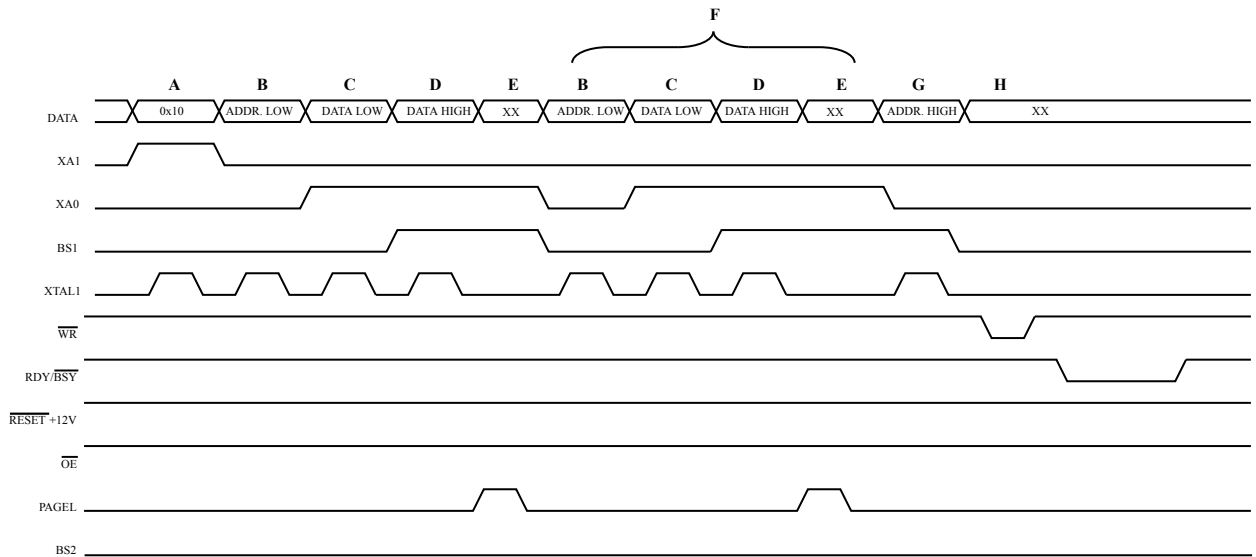 F
A B C D E B C D E G H
DATA 0x10 ADDR. LOW DATA LOW DATA HIGH XX ADDR. LOW DATA LOW DATA HIGH XX ADDR. HIGH XX
XA1
XA0
BS1
XTAL1
WR
RDY/BSY
RESET +12V
OE
PAGEL
BS2